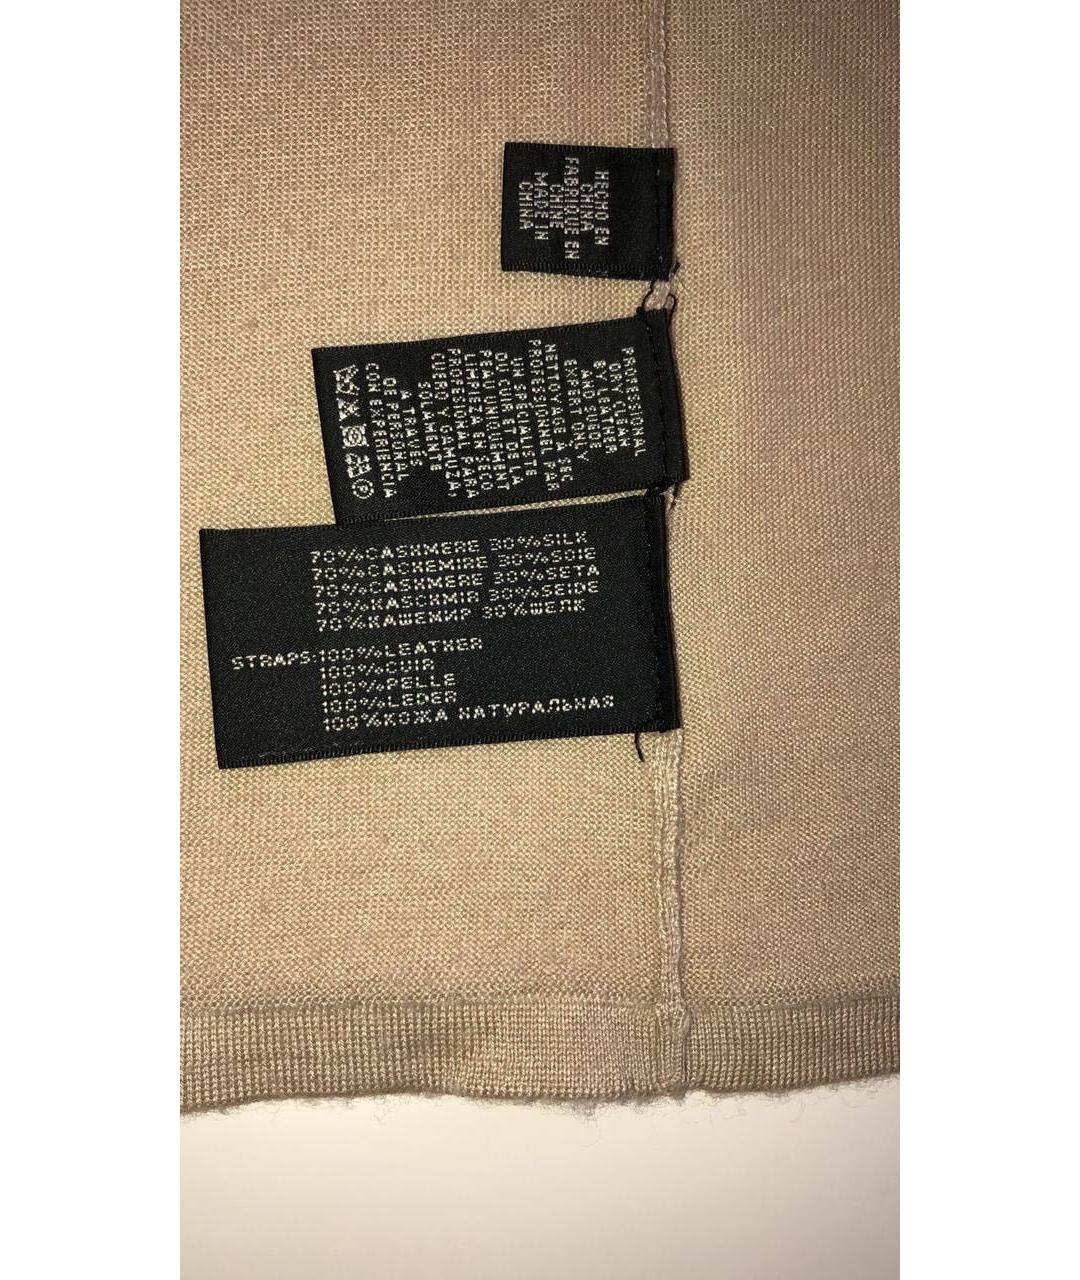 HECHO EN
CHINA
FABRIQUE EN
CHINE
MADE IN
CHINA
PROFESSIONAL
DRY CLEAN
BY LEATHER
AND SUEDE
EXPERT ONLY
NETTOYAGE A SEC
PROFESSIONNEL PAR
UN SPECIALISTE
DU CUIR ET DE LA
PEAU UNIQUEMENT
LIMPIEZA EN SECO
PROFESIONAL PARA
CUERO Y GAMUZA,
SOLAMENTE
A TRAVES
DE PERSONAL
CON EXPERIENCIA
70%CASHMERE 30%SILK
70%CACHEMIRE 30%SOIE
70%CASHMERE 30%SETA
70%KASCHMIR 30%SEIDE
70%КАШЕМИР 30%ШЕЛК
STRAPS:100%LEATHER
100%CUIR
100%PELLE
100%LEDER
100%КОЖА НАТУРАЛЬНАЯ